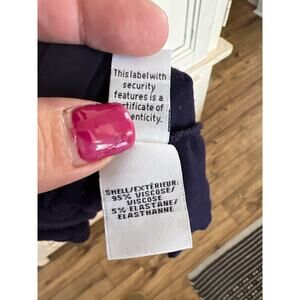 This label with
security
features is a
certificate of
enticity.
SHELL/EXTÉRIEUR:
95% VISCOSE/
VISCOSE
5% ELASTANE/
ELASTHANNE